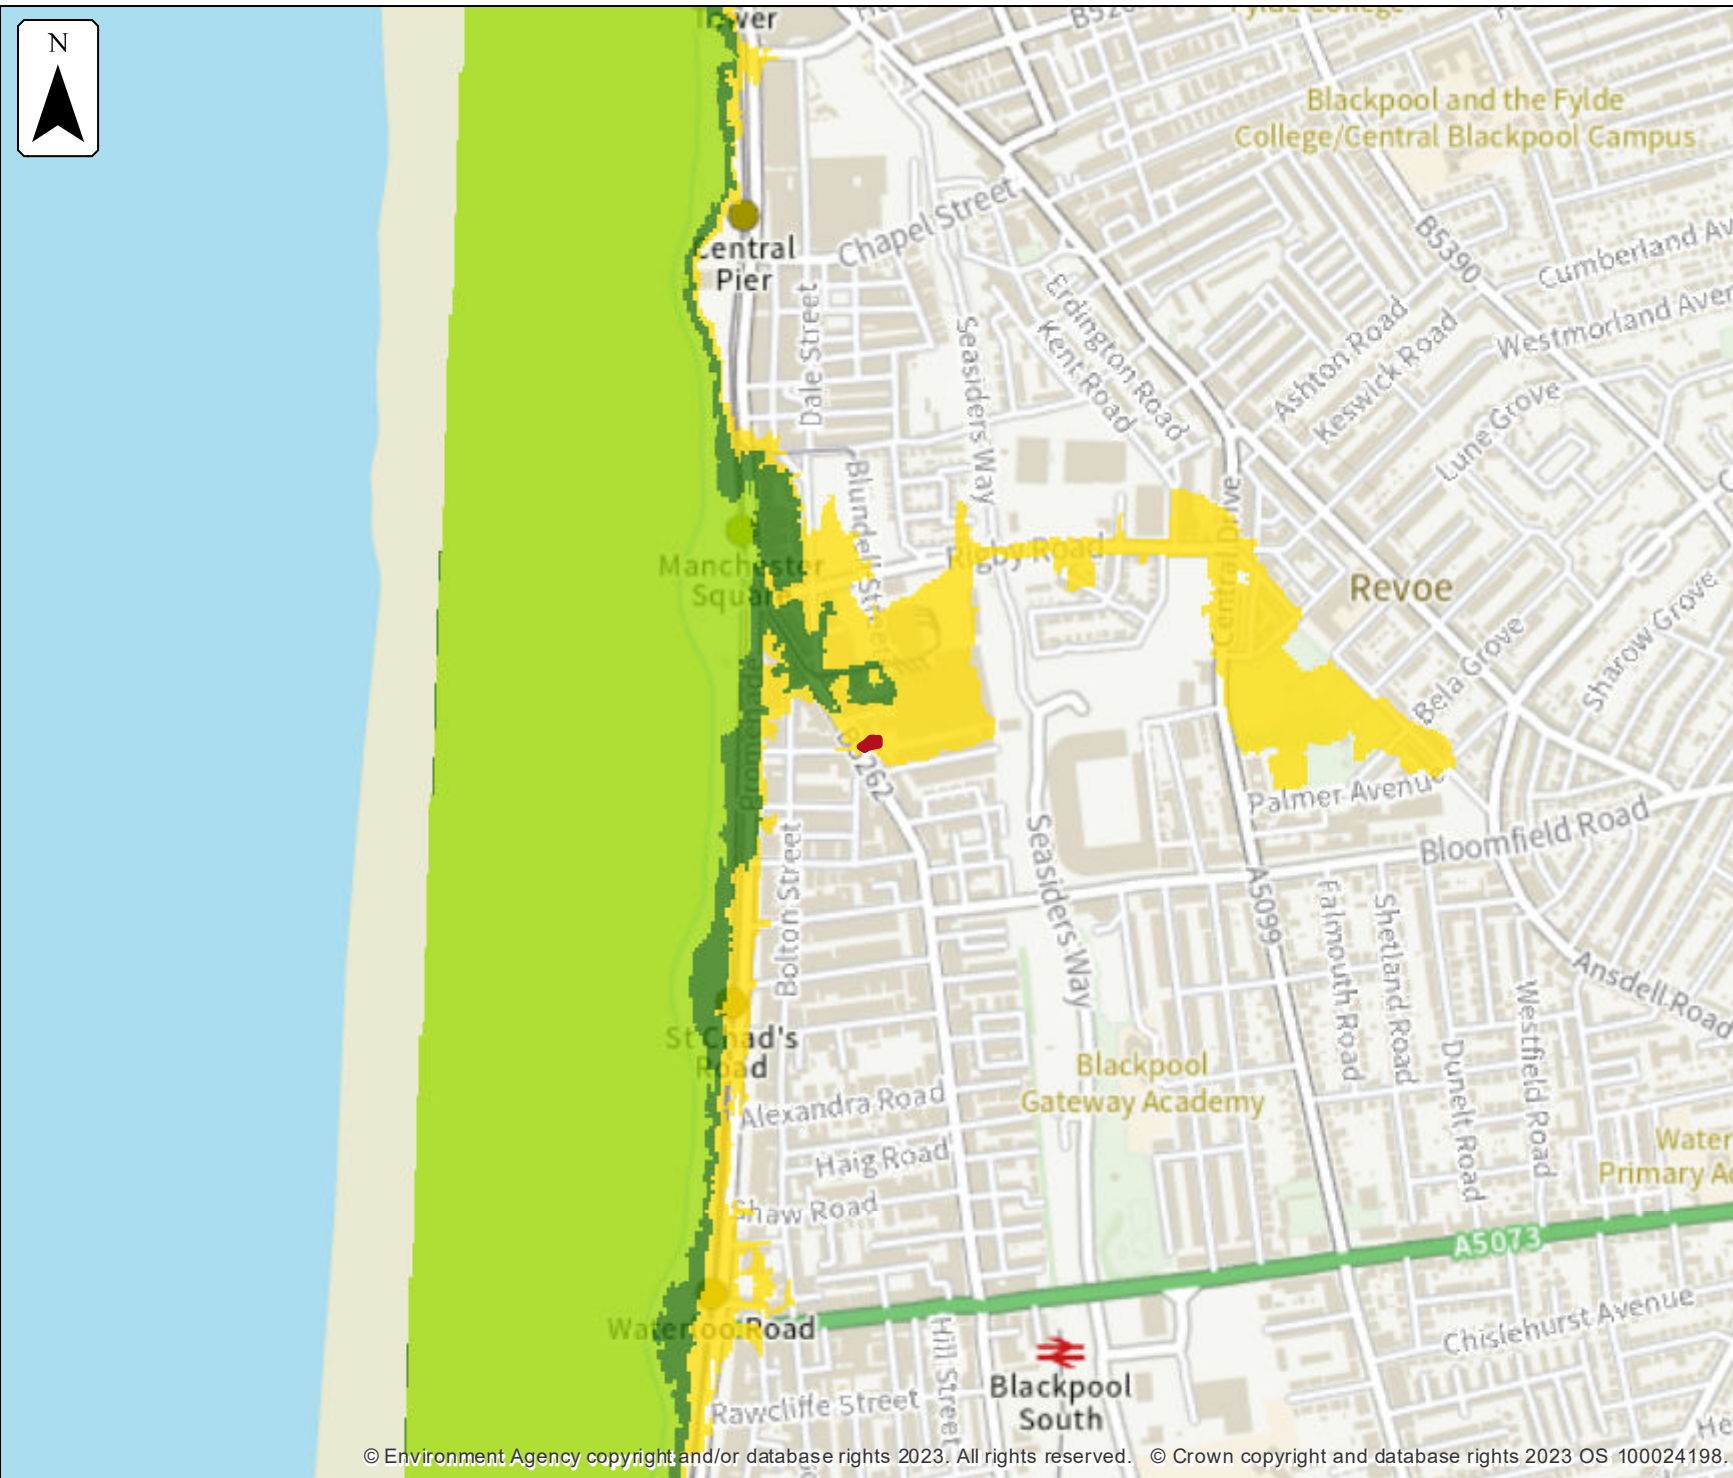 N
Tower
Fylde College
Blackpool and the Fylde
College/Central Blackpool Campus
Central
Pier
Chapel Street
B5390
Cumberland Av
Westmorland Aven
Erdington Road
Kent Road
Ashton Road
Keswick Road
Lune Grove
Dale Street
Seasiders Way
Blundell Street
Central Drive
Manchester
Square
Rigby Road
Revoe
Sharow Grove
Bela Grove
Promenade
B5262
Palmer Avenue
Bloomfield Road
Bolton Street
Seasiders Way
A5099
Falmouth Road
Shetland Road
Ansdell Road
Westfield Road
Dunelt Road
St Chad's
Road
Blackpool
Gateway Academy
Alexandra Road
Haig Road
Shaw Road
Water
Primary Ac
A5073
Waterloo Road
Hill Street
Chislehurst Avenue
Blackpool
South
Rawcliffe Street
He
© Environment Agency copyright and/or database rights 2023. All rights reserved. © Crown copyright and database rights 2023 OS 100024198